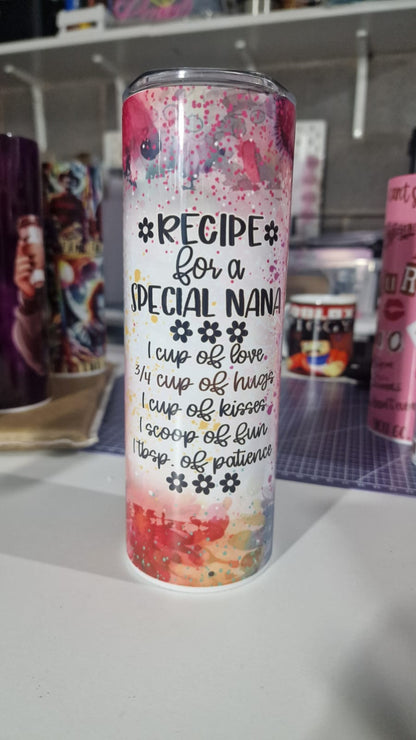 RECIPE
for a
SPECIAL NANA
1 cup of love
3/4 cup of hugs
1 cup of kisses
1 scoop of fun
1 tbsp. of patience
ROBLOX